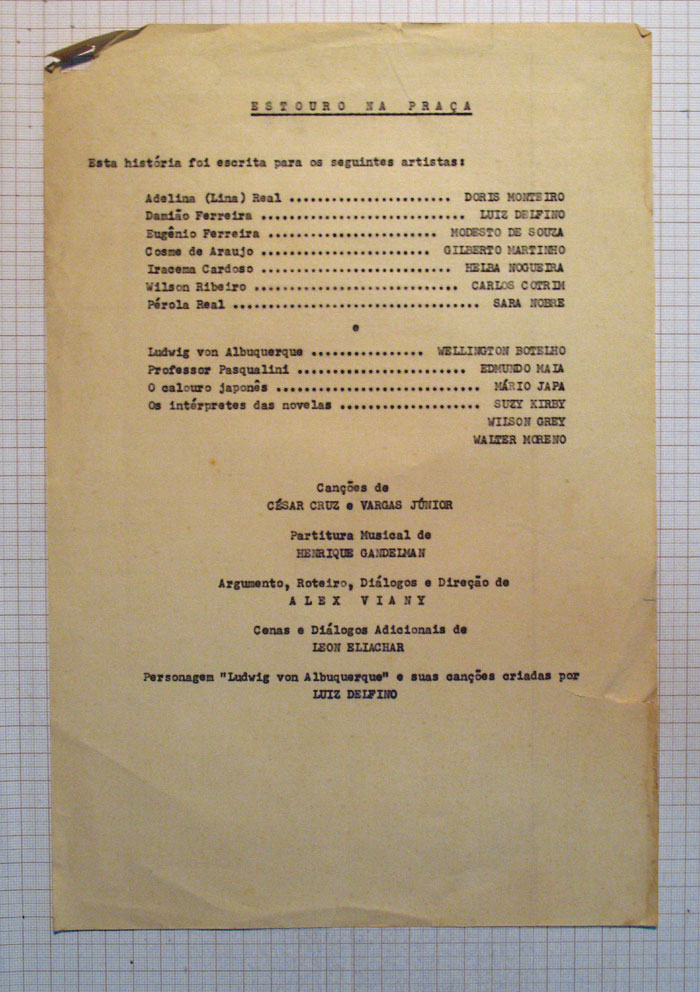 ESTOURO NA PRAÇA
Esta história foi escrita para os seguintes artistas:
Adelina (Lina) Real ....................... DORIS MONTEIRO
Damião Ferreira ............................. LUIZ DELFINO
Eugênio Ferreira ........................ MODESTO DE SOUZA
Cosme de Araujo ........................ GILBERTO MARTINHO
Iracema Cardoso ........................... HELBA NOGUEIRA
Wilson Ribeiro ............................. CARLOS COTRIM
Pérola Real ................................... SARA NOBRE
e
Ludwig von Albuquerque ................ WELLINGTON BOTELHO
Professor Pasqualini ........................ EDMUNDO MAIA
O calouro japonês ............................. MÁRIO JAPA
Os intérpretes das novelas .................... SUZY KIRBY
WILSON GREY
WALTER MORENO
Canções de
CÉSAR CRUZ e VARGAS JÚNIOR
Partitura Musical de
HENRIQUE GANDELMAN
Argumento, Roteiro, Diálogos e Direção de
ALEX VIANY
Cenas e Diálogos Adicionais de
LEON ELIACHAR
Personagem "Ludwig von Albuquerque" e suas canções criadas por
LUIZ DELFINO